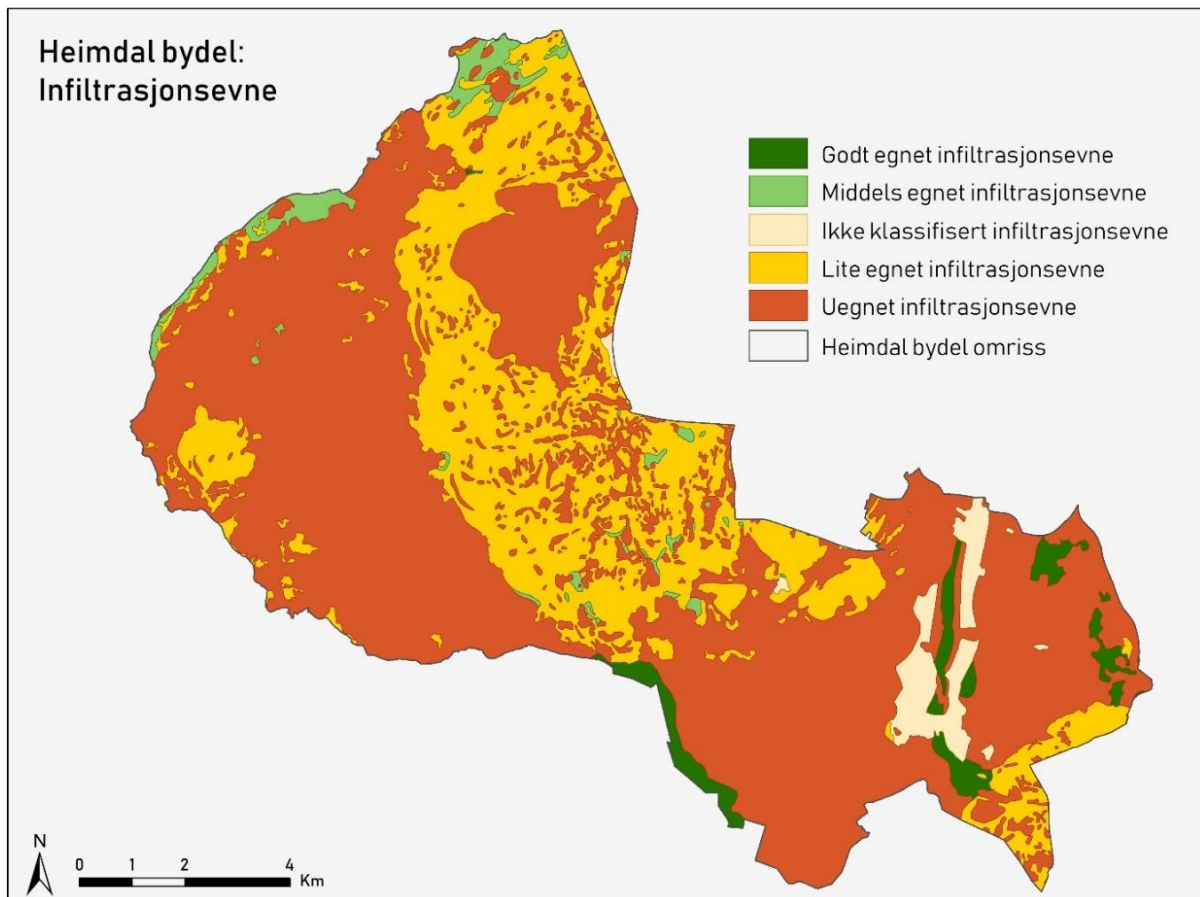 Heimdal bydel:
Infiltrasjonsevne
Godt egnet infiltrasjonsevne
Middels egnet infiltrasjonsevne
Ikke klassifisert infiltrasjonsevne
Lite egnet infiltrasjonsevne
Uegnet infiltrasjonsevne
Heimdal bydel omriss
N
0 1 2 4
Km